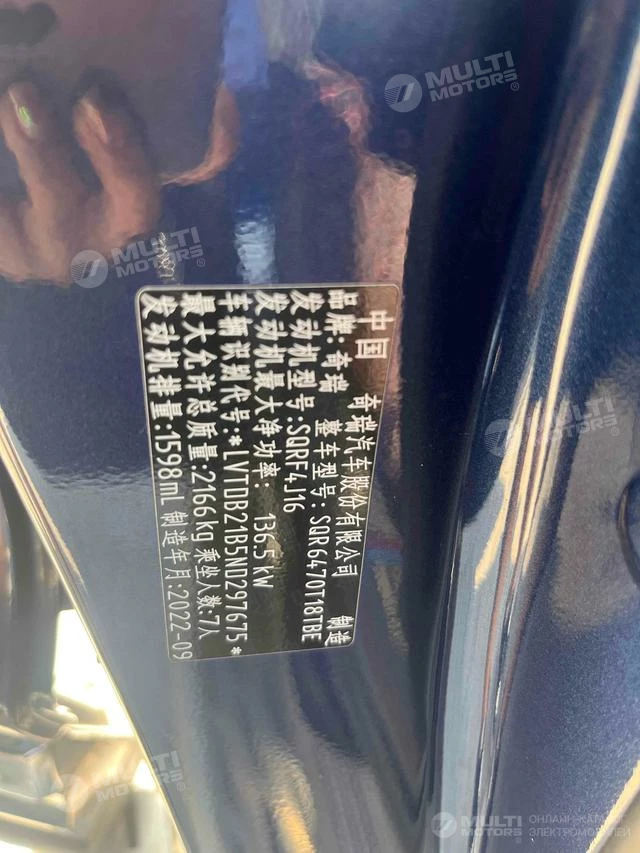 中国 奇瑞汽车股份有限公司 制造
品牌:奇瑞 整车型号:SQR6470T18TBE
发动机型号:SQRF4J16
发动机最大净功率: 136.5 kW
车辆识别代号:*LVTDB21B5ND297675*
最大允许总质量:2166kg 乘坐人数:7人
发动机排量:1598mL 制造年月:2022-09
MULTI MOTORS®
MULTI MOTORS®
MULTI MOTORS®
MULTI MOTORS®
MULTI MOTORS®
ОНЛАЙН-КАТАЛОГ
ЭЛЕКТРОМОБИЛЕЙ